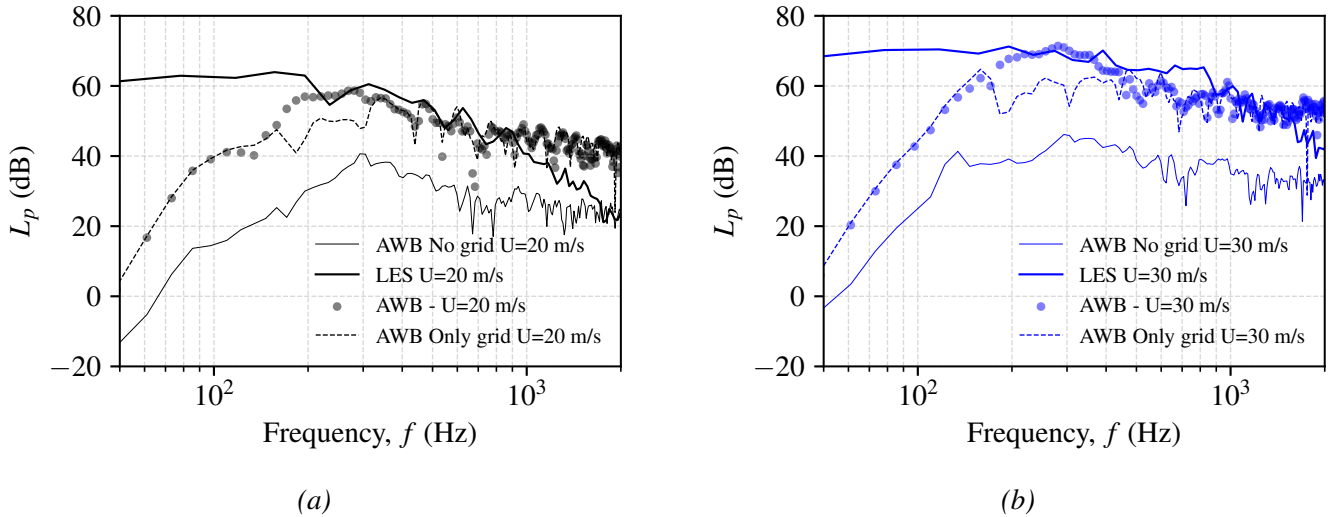 80
60
40
20
0
−20
L_p (dB)
10^2
10^3
Frequency, f (Hz)
AWB No grid U=20 m/s
LES U=20 m/s
AWB - U=20 m/s
AWB Only grid U=20 m/s
(a)
80
60
40
20
0
−20
L_p (dB)
10^2
10^3
Frequency, f (Hz)
AWB No grid U=30 m/s
LES U=30 m/s
AWB - U=30 m/s
AWB Only grid U=30 m/s
(b)